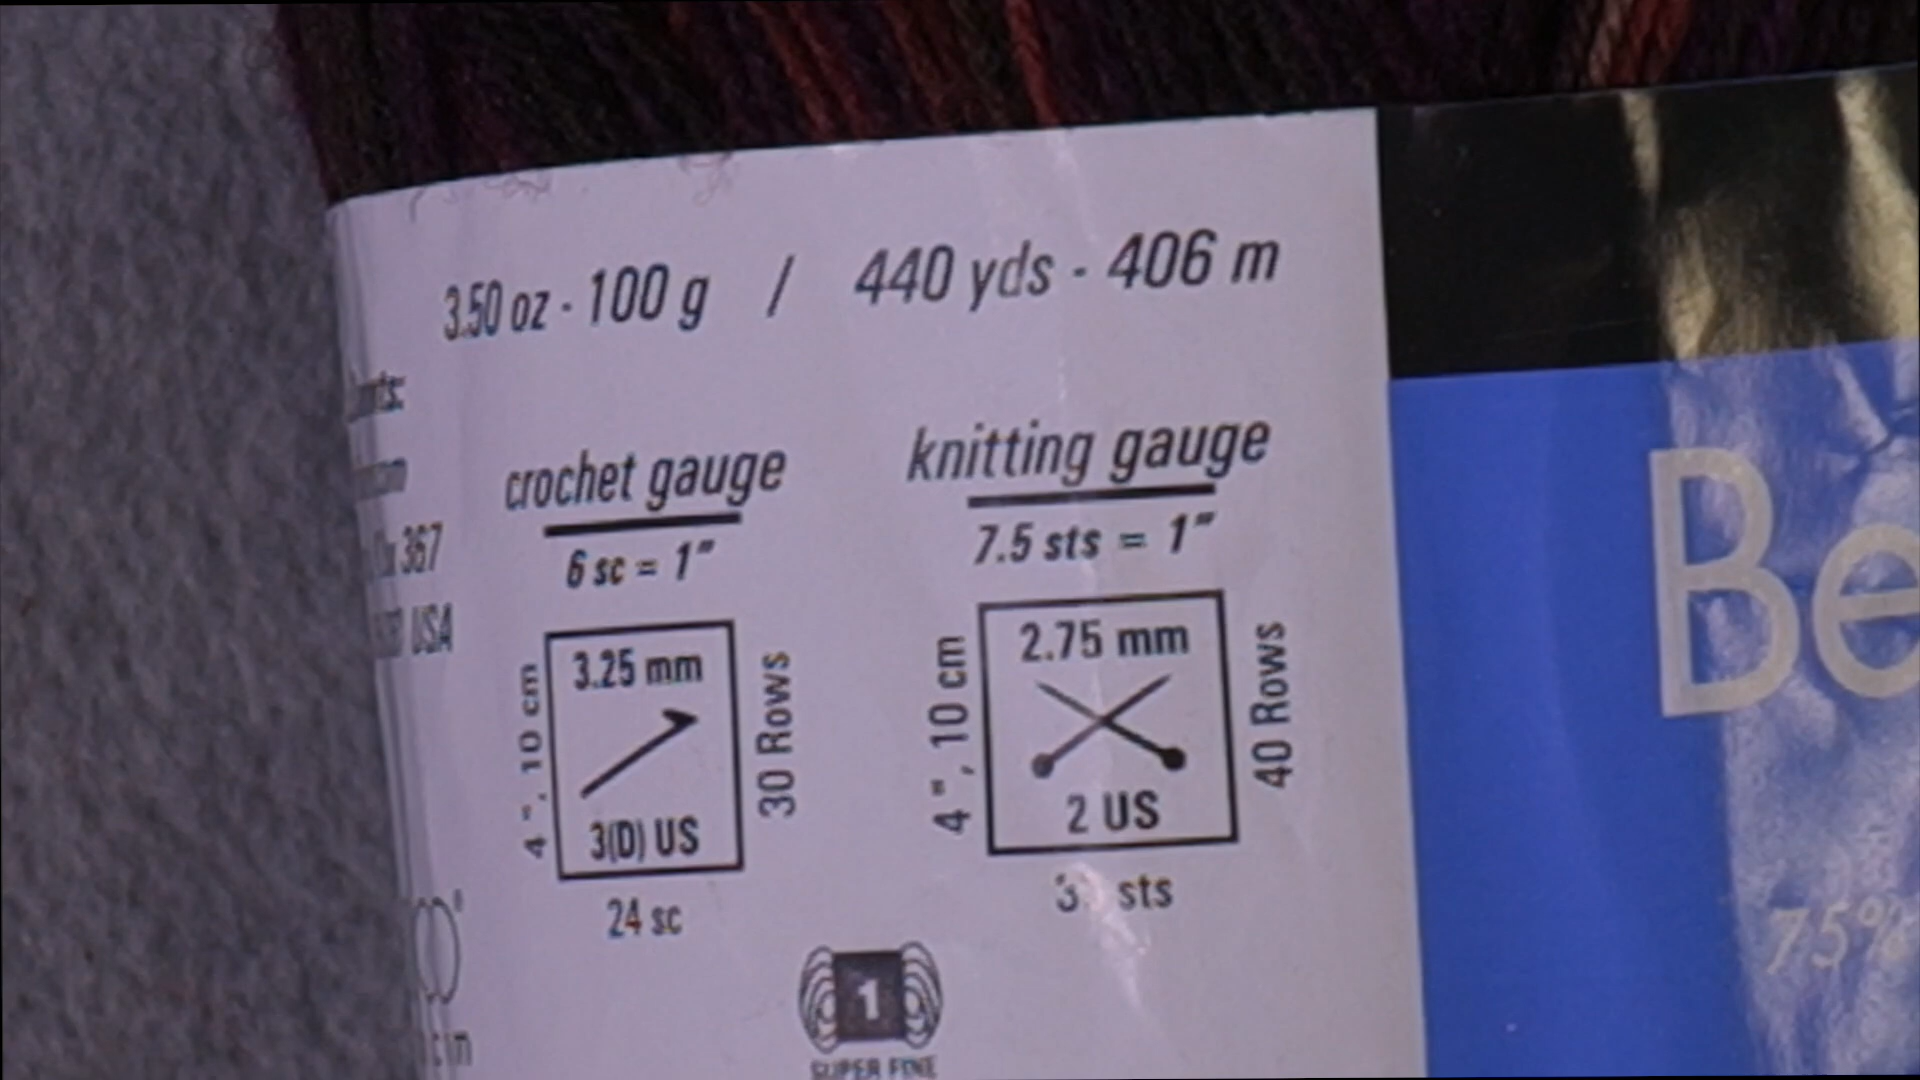 3.50 oz - 100 g / 440 yds - 406 m
crochet gauge
6 sc = 1"
3.25 mm
3(D) US
4 ", 10 cm
30 Rows
24 sc
knitting gauge
7.5 sts = 1"
2.75 mm
2 US
4 ", 10 cm
40 Rows
sts
367
USA
1
SUPER FINE
Be
75%